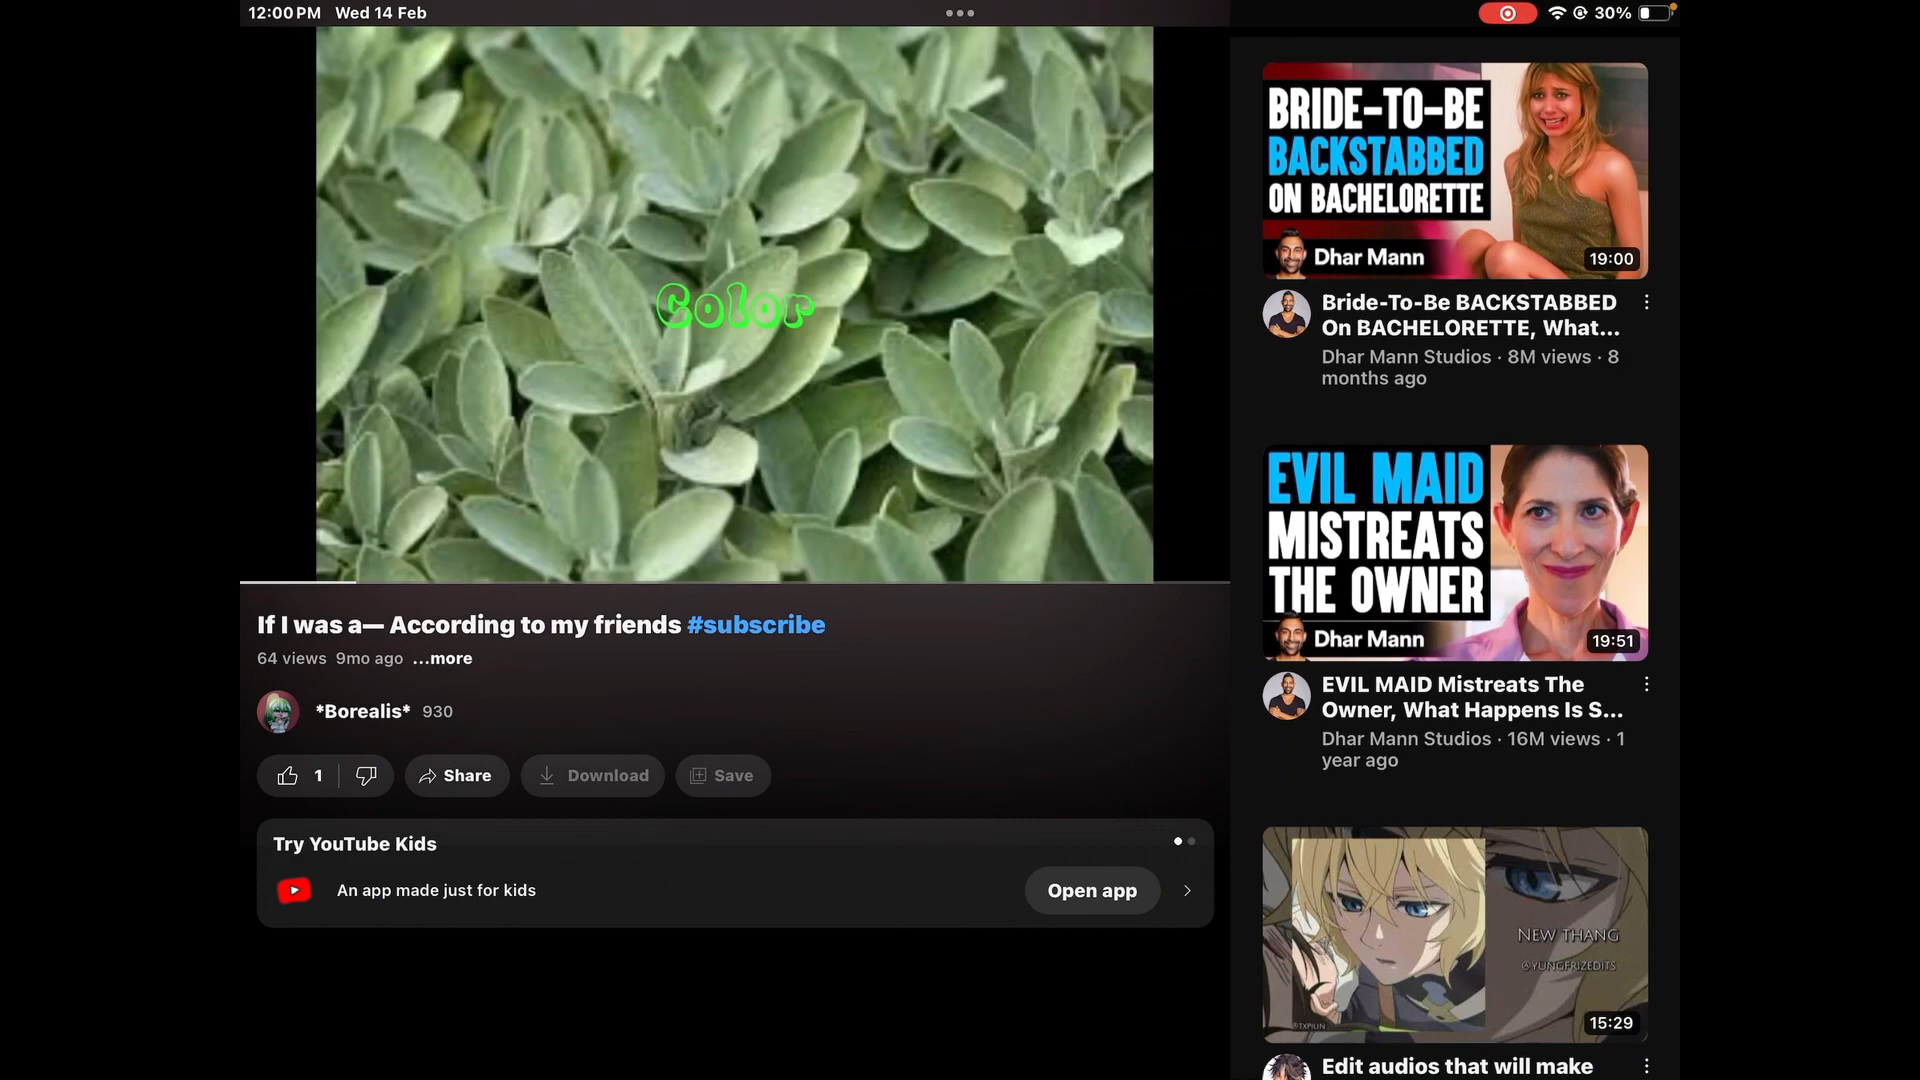 12:00 PM Wed 14 Feb
30%
Color
If I was a— According to my friends #subscribe
64 views 9mo ago ...more
*Borealis* 930
1
Share
Download
Save
Try YouTube Kids
An app made just for kids
Open app
BRIDE-TO-BE
BACKSTABBED
ON BACHELORETTE
Dhar Mann
19:00
Bride-To-Be BACKSTABBED
On BACHELORETTE, What...
Dhar Mann Studios · 8M views · 8
months ago
EVIL MAID
MISTREATS
THE OWNER
Dhar Mann
19:51
EVIL MAID Mistreats The
Owner, What Happens Is S...
Dhar Mann Studios · 16M views · 1
year ago
NEW THANG
@YUNGFRIZEDITS
@TXPIUN
15:29
Edit audios that will make